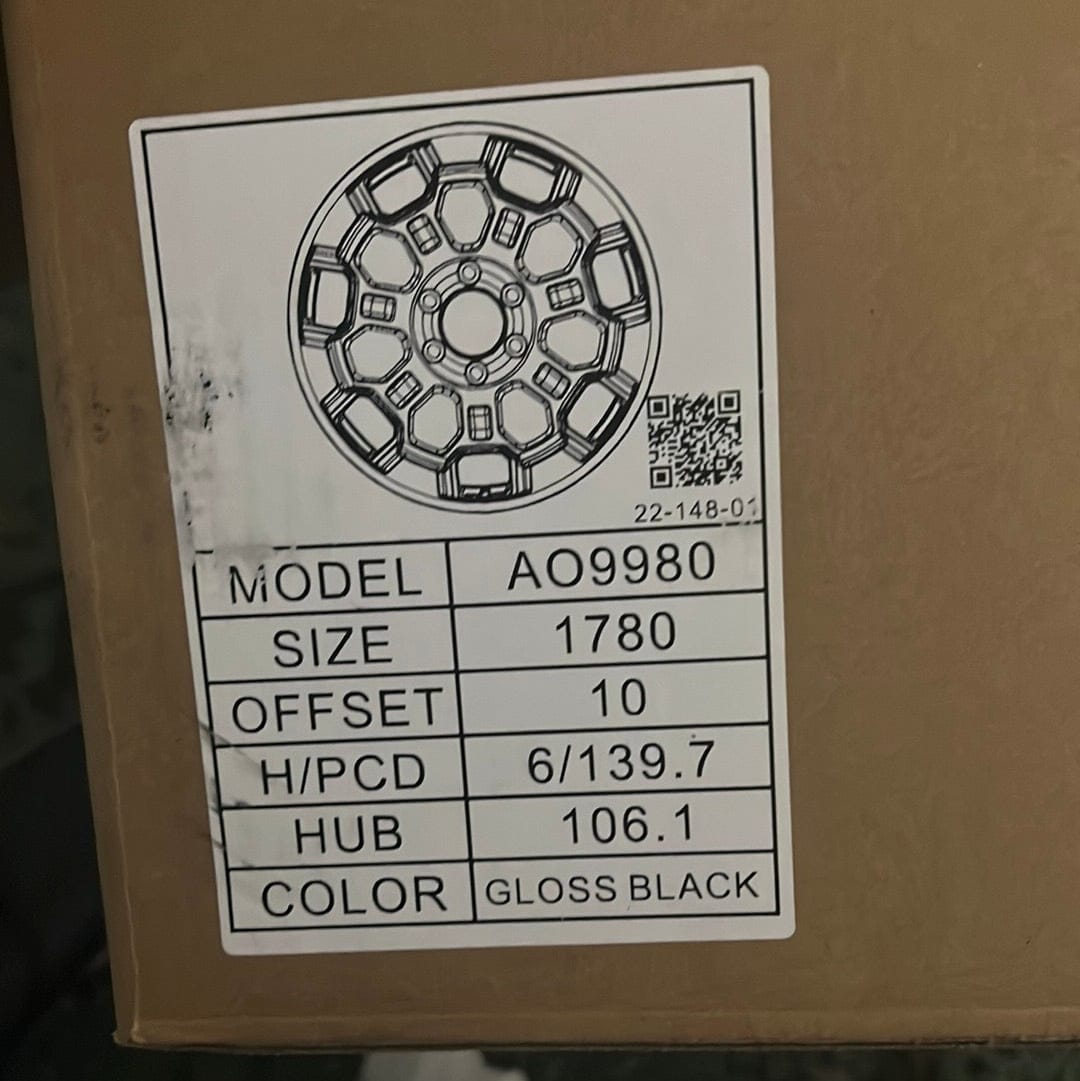 22-148-01
MODEL AO9980
SIZE 1780
OFFSET 10
H/PCD 6/139.7
HUB 106.1
COLOR GLOSS BLACK